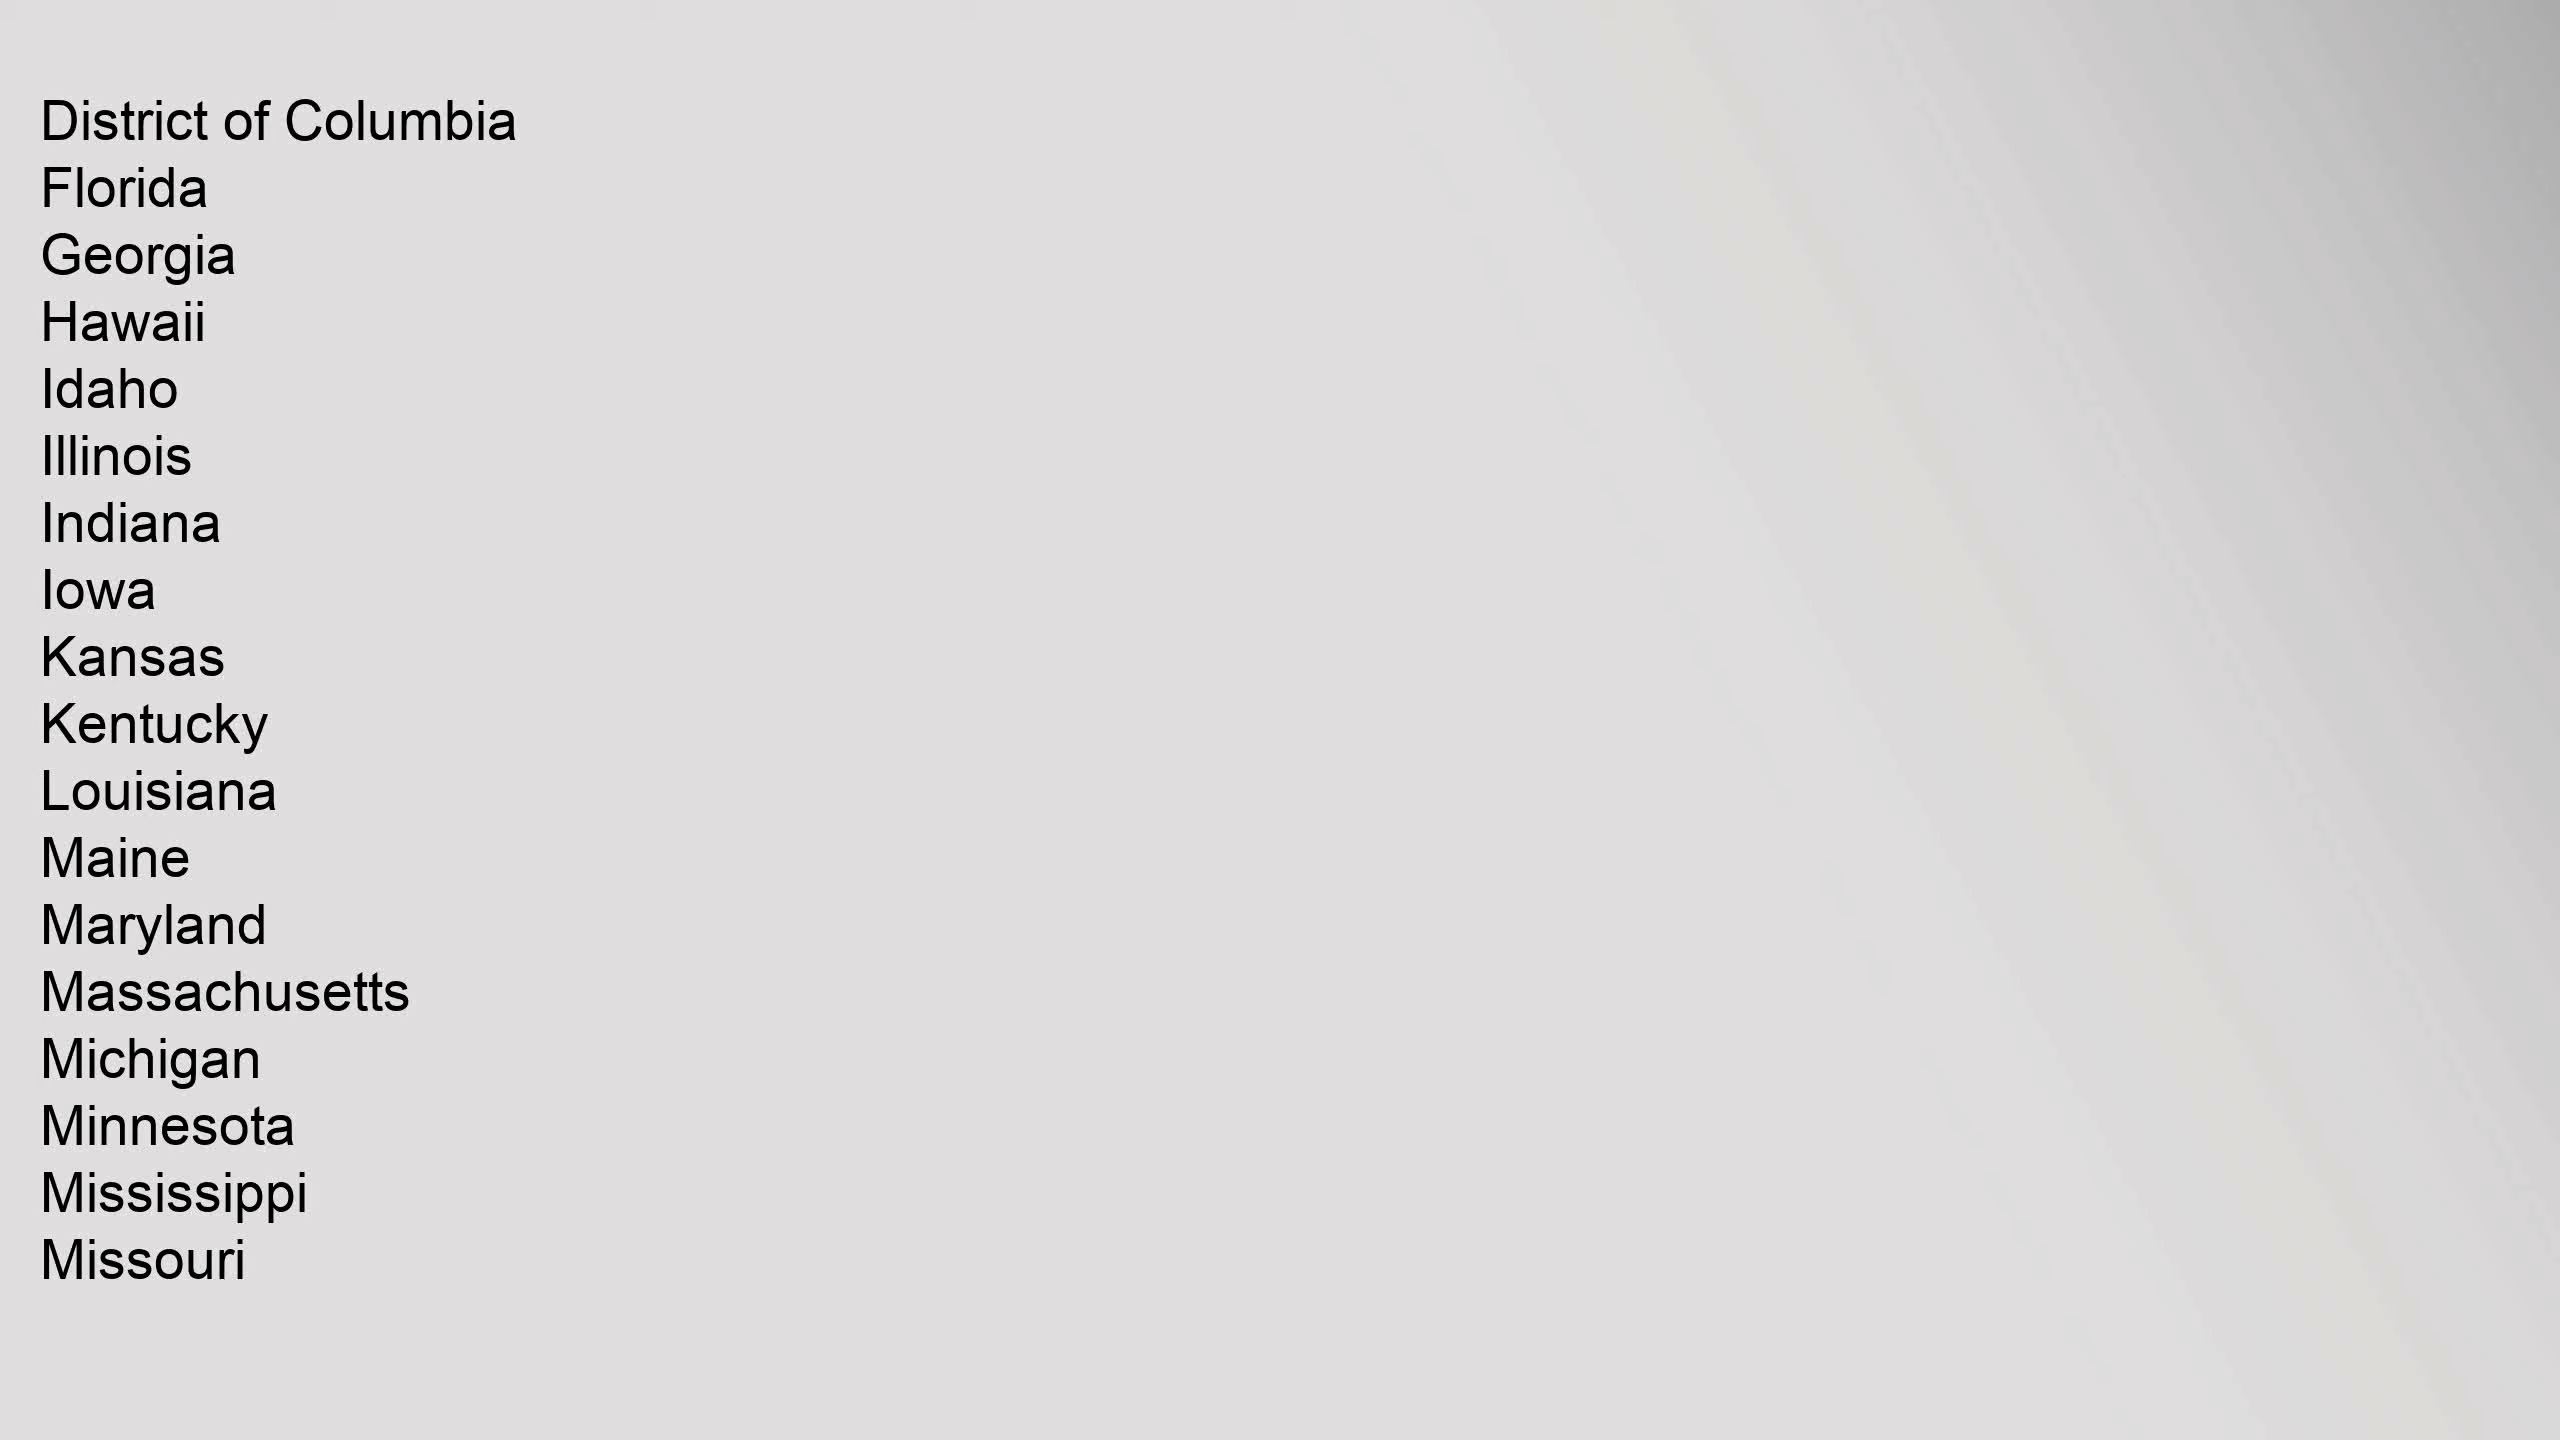 District of Columbia
Florida
Georgia
Hawaii
Idaho
Illinois
Indiana
Iowa
Kansas
Kentucky
Louisiana
Maine
Maryland
Massachusetts
Michigan
Minnesota
Mississippi
Missouri